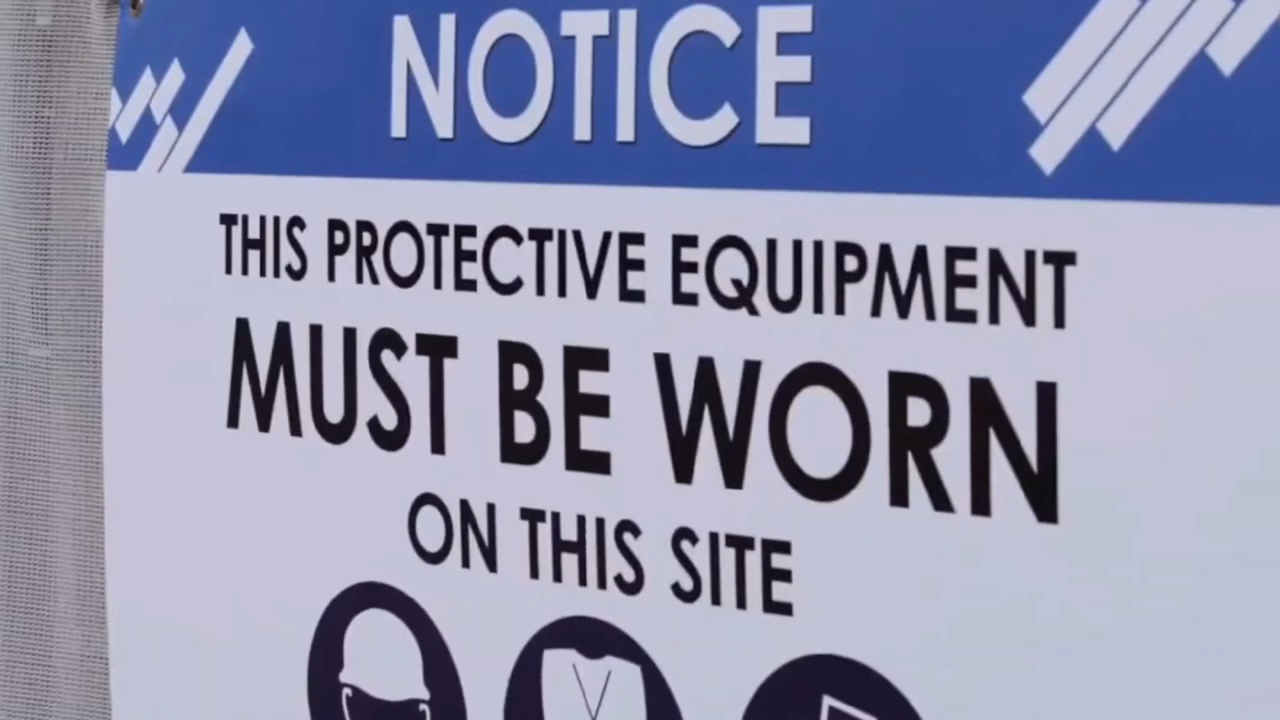 NOTICE
THIS PROTECTIVE EQUIPMENT
MUST BE WORN
ON THIS SITE